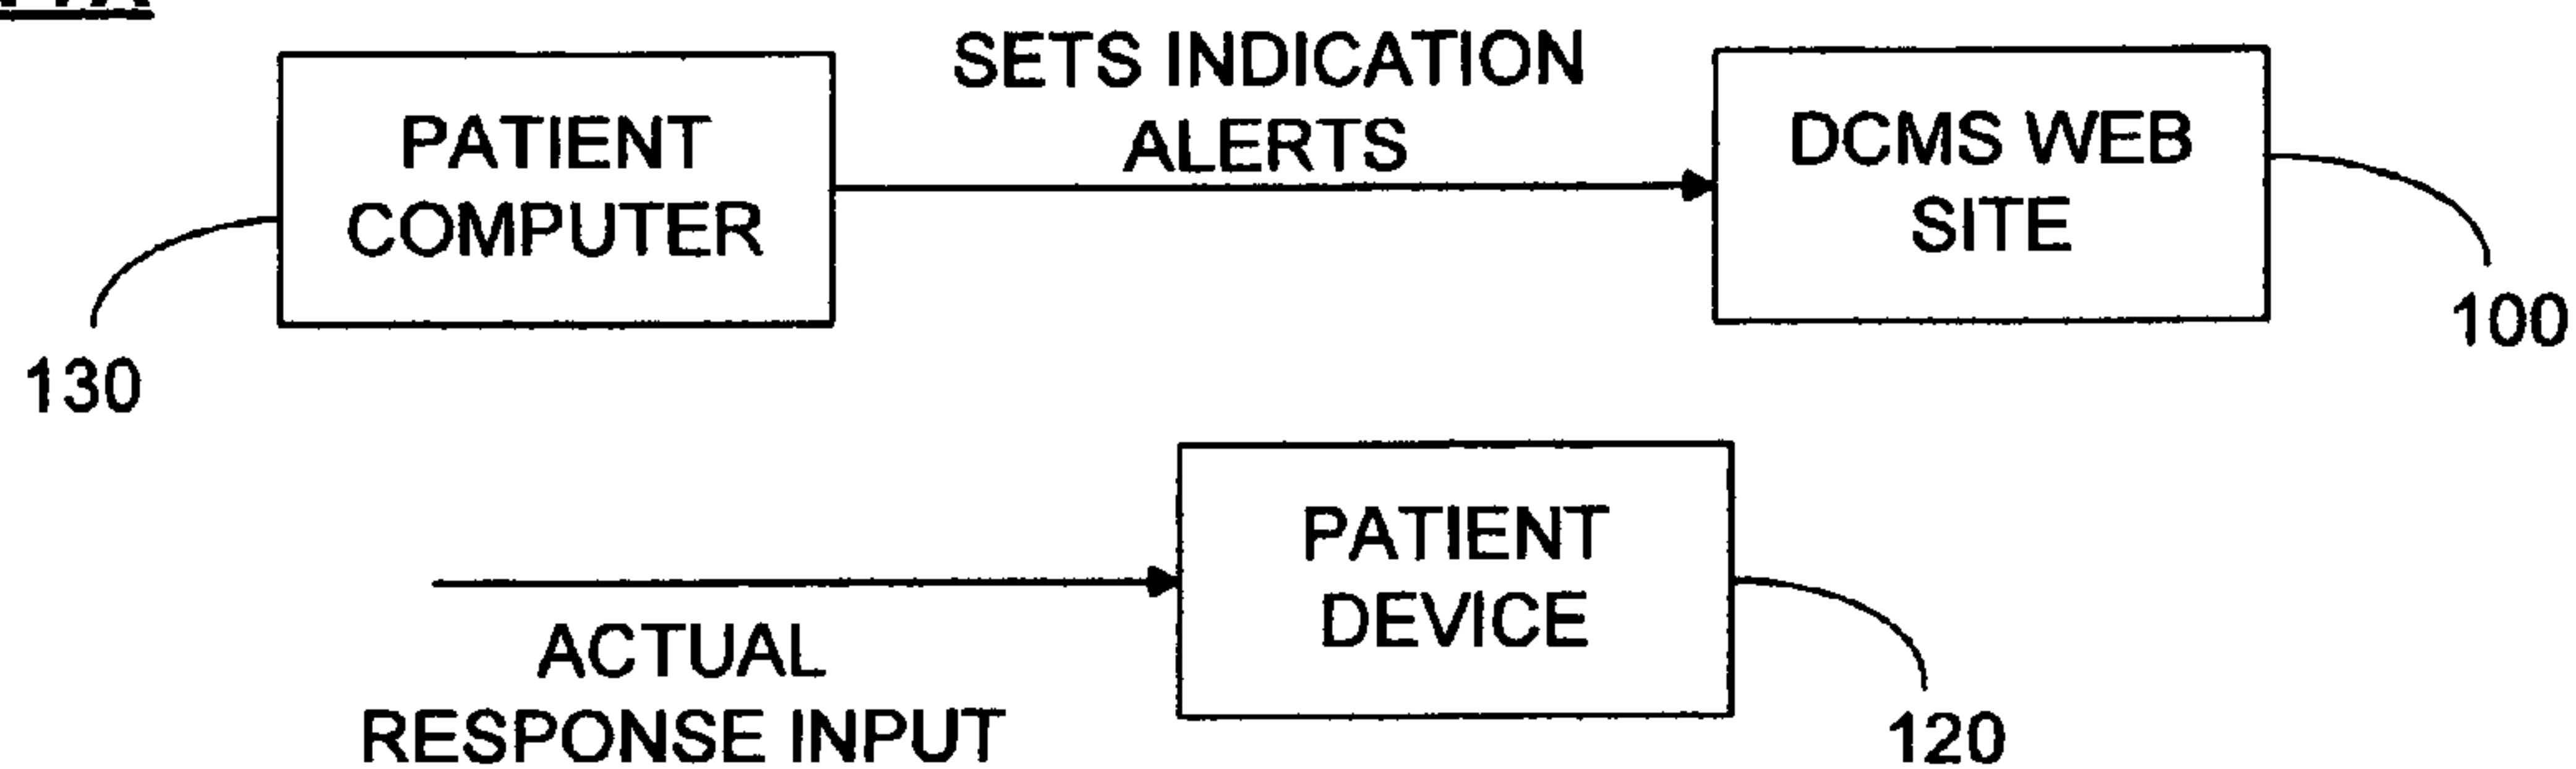 SETS INDICATION
ALERTS
PATIENT
COMPUTER
DCMS WEB
SITE
130
100
PATIENT
DEVICE
ACTUAL
RESPONSE INPUT
120